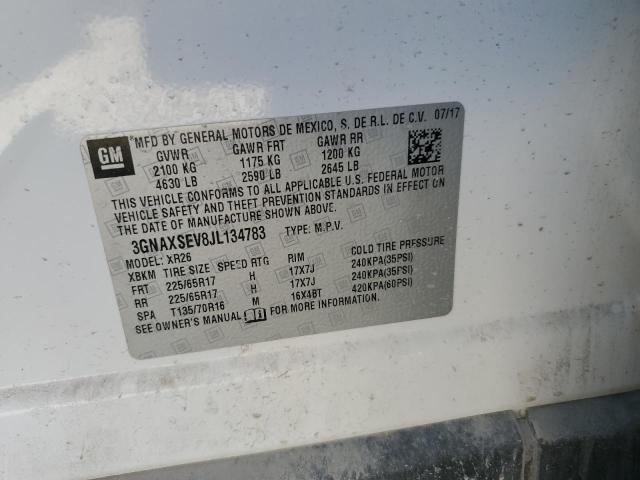 *MFD BY GENERAL MOTORS DE MEXICO, S. DE R.L. DE C.V. 07/17
GM
GVWR GAWR FRT GAWR RR
2100 KG 1175 KG 1200 KG
4630 LB 2590 LB 2645 LB
THIS VEHICLE CONFORMS TO ALL APPLICABLE U.S. FEDERAL MOTOR
VEHICLE SAFETY AND THEFT PREVENTION STANDARDS IN EFFECT ON
THE DATE OF MANUFACTURE SHOWN ABOVE.
3GNAXSEV8JL134783 TYPE: M.P.V.
MODEL: XR26
XBKM TIRE SIZE SPEED RTG RIM COLD TIRE PRESSURE
FRT 225/65R17 H 17X7J 240KPA(35PSI)
RR 225/65R17 H 17X7J 240KPA(35PSI)
SPA T135/70R16 M 16X4BT 420KPA(60PSI)
SEE OWNER'S MANUAL FOR MORE INFORMATION.